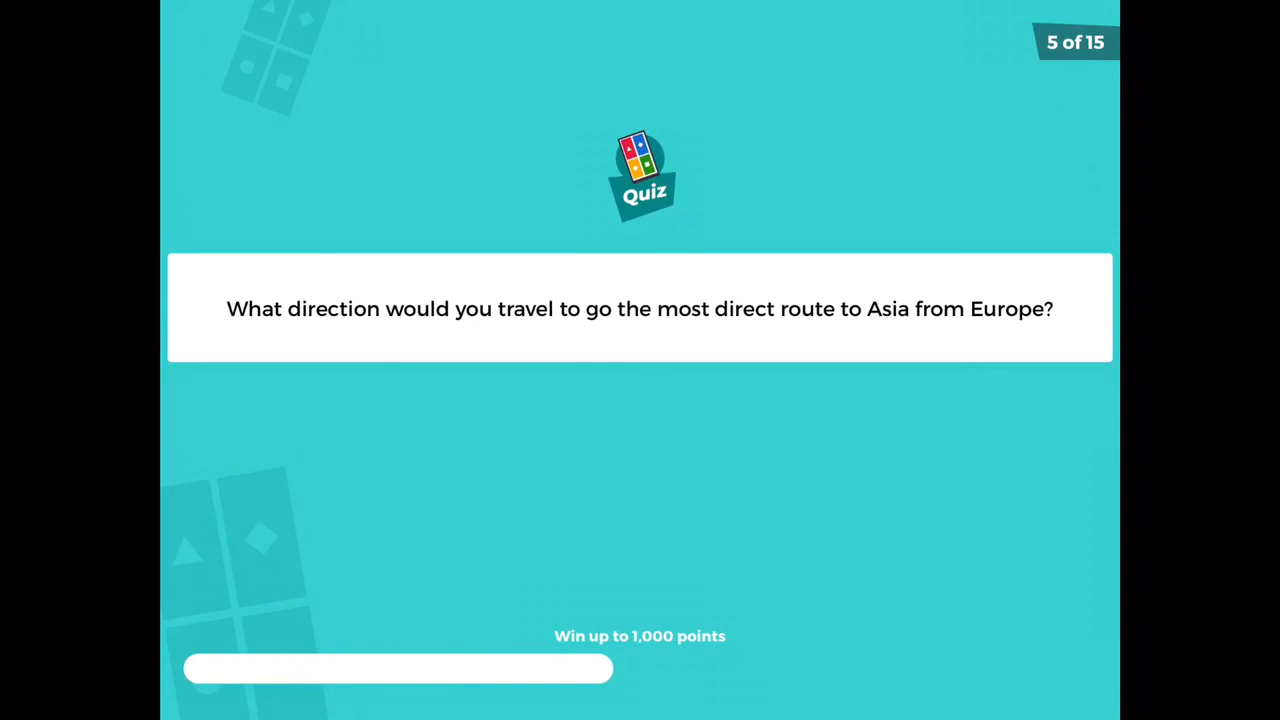 5 of 15
Quiz
What direction would you travel to go the most direct route to Asia from Europe?
Win up to 1,000 points